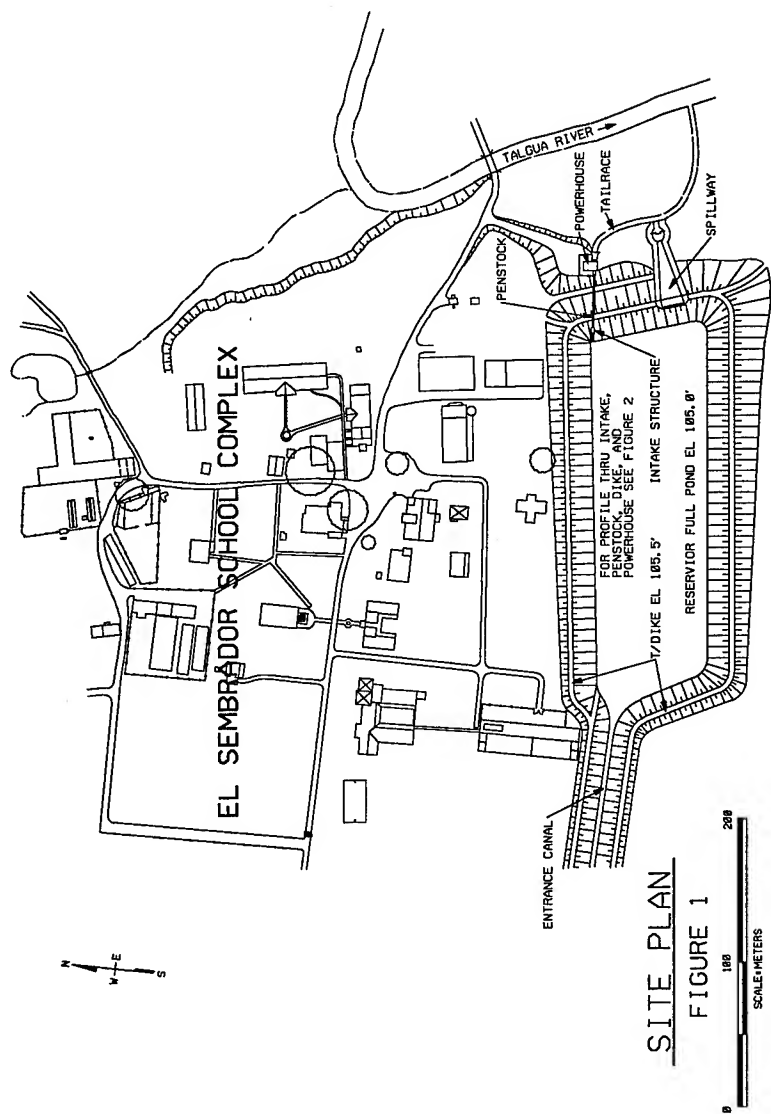 N
W E
S
EL SEMBRADOR SCHOOL COMPLEX
TALGUA RIVER
POWERHOUSE
TAILRACE
PENSTOCK
SPILLWAY
FOR PROFILE THRU INTAKE,
PENSTOCK, DIKE, AND
POWERHOUSE SEE FIGURE 2
T/DIKE EL 105.5'
INTAKE STRUCTURE
RESERVIOR FULL POND EL 105.0'
ENTRANCE CANAL
SITE PLAN
FIGURE 1
0 100 200
SCALE:METERS